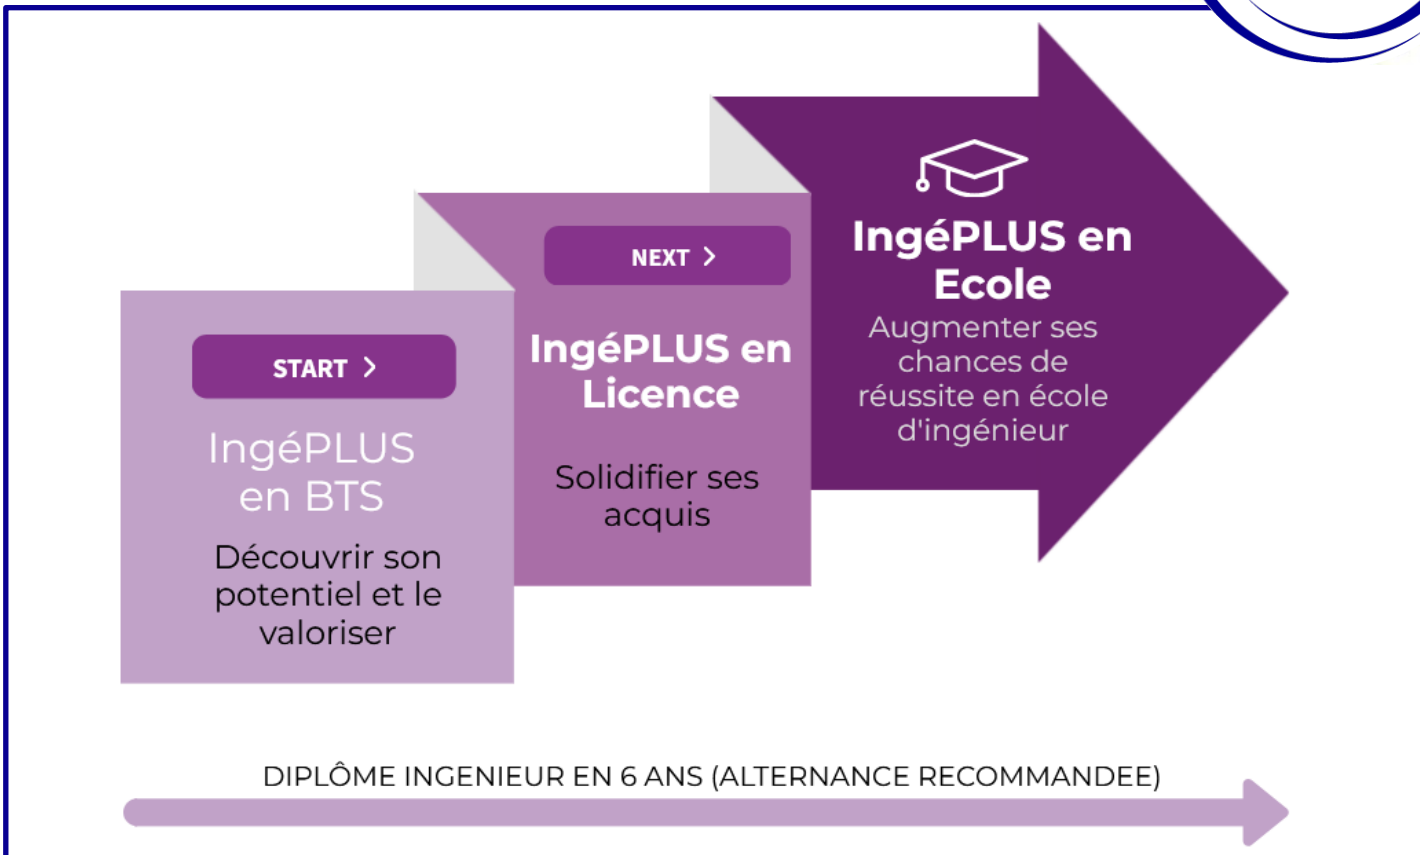 START >
IngéPLUS
en BTS
Découvrir son
potentiel et le
valoriser
NEXT >
IngéPLUS en
Licence
Solidifier ses
acquis
IngéPLUS en
Ecole
Augmenter ses
chances de
réussite en école
d'ingénieur
DIPLÔME INGENIEUR EN 6 ANS (ALTERNANCE RECOMMANDEE)